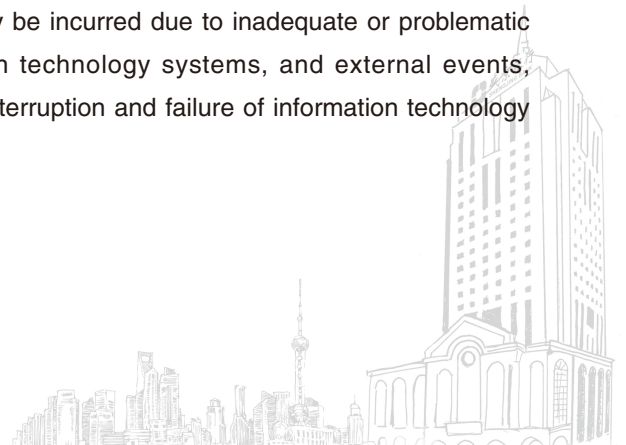 y be incurred due to inadequate or problematic
n technology systems, and external events,
terruption and failure of information technology